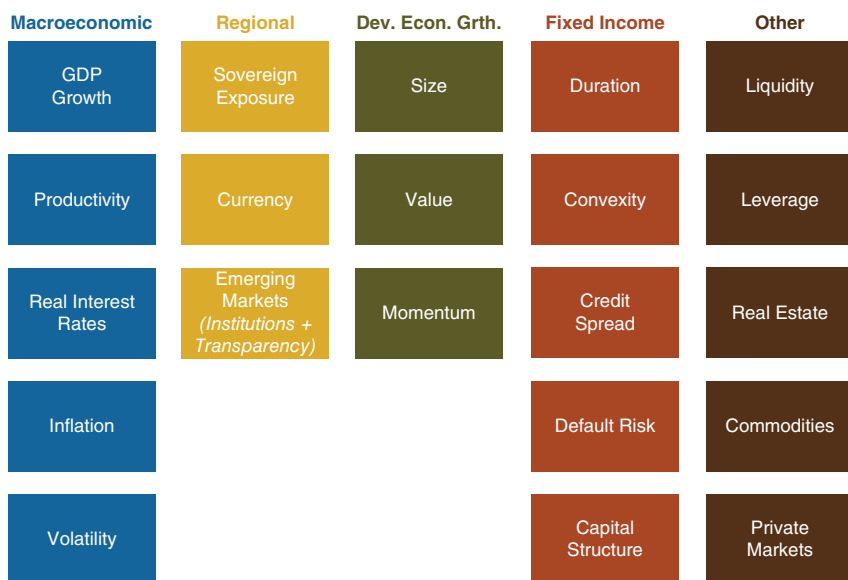 Macroeconomic
Regional
Dev. Econ. Grth.
Fixed Income
Other
GDP
Growth
Sovereign
Exposure
Size
Duration
Liquidity
Productivity
Currency
Value
Convexity
Leverage
Real Interest
Rates
Emerging
Markets
(Institutions +
Transparency)
Momentum
Credit
Spread
Real Estate
Inflation
Default Risk
Commodities
Volatility
Capital
Structure
Private
Markets